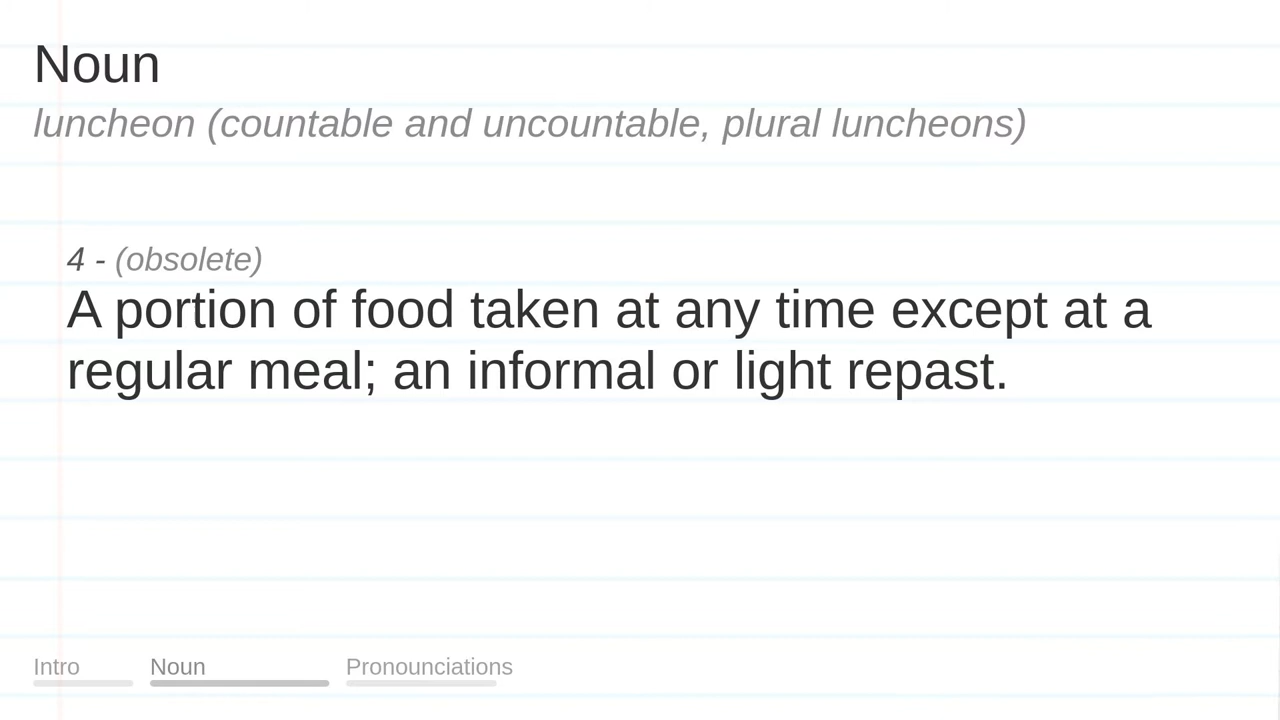 Noun
luncheon (countable and uncountable, plural luncheons)
4 - (obsolete)
A portion of food taken at any time except at a
regular meal; an informal or light repast.
Intro Noun Pronounciations